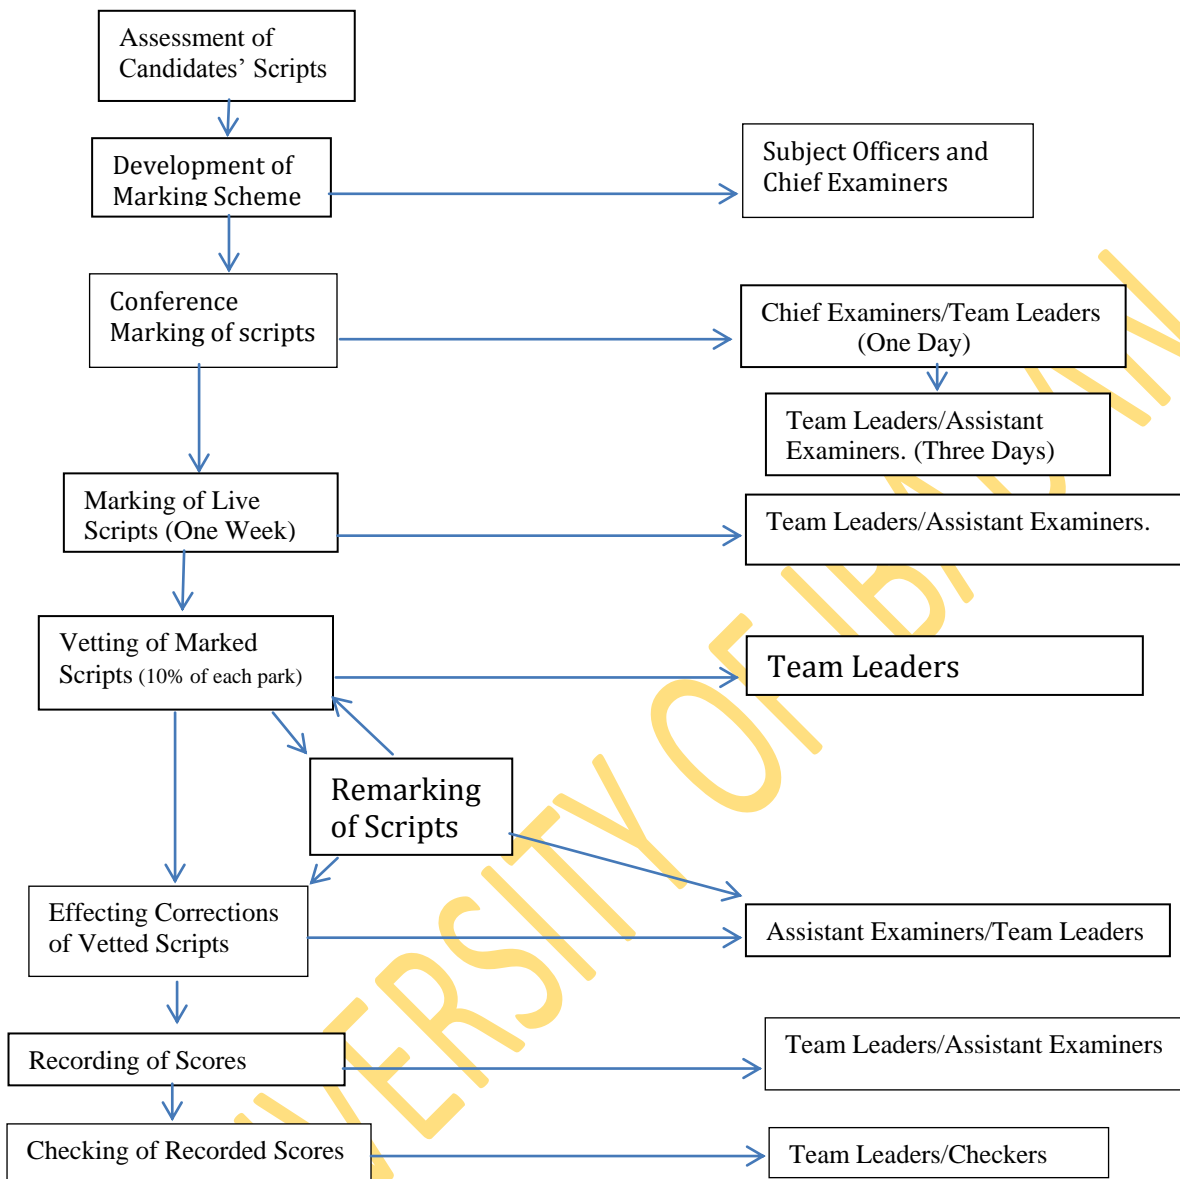 Assessment of
Candidates’ Scripts
Development of
Marking Scheme
Subject Officers and
Chief Examiners
Conference
Marking of scripts
Chief Examiners/Team Leaders
(One Day)
Team Leaders/Assistant
Examiners. (Three Days)
Marking of Live
Scripts (One Week)
Team Leaders/Assistant Examiners.
Vetting of Marked
Scripts (10% of each park)
Team Leaders
Remarking
of Scripts
Effecting Corrections
of Vetted Scripts
Assistant Examiners/Team Leaders
Recording of Scores
Team Leaders/Assistant Examiners
Checking of Recorded Scores
Team Leaders/Checkers
VERSITY OF IBADAN